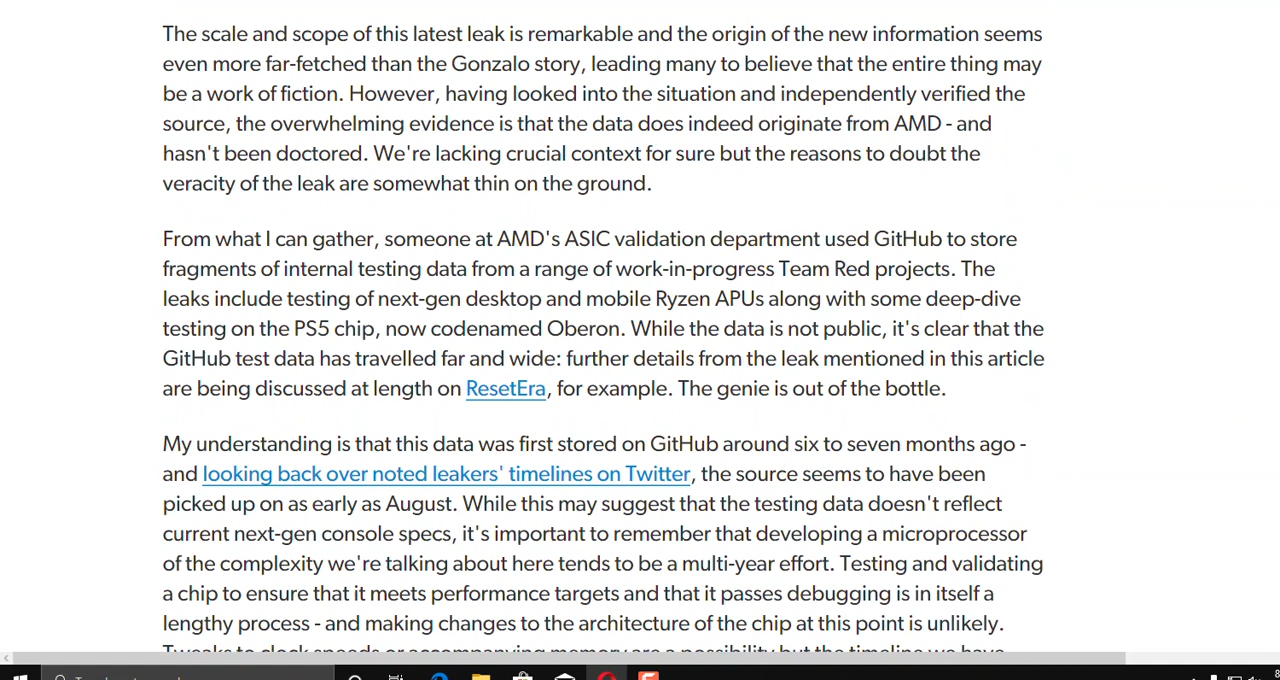 The scale and scope of this latest leak is remarkable and the origin of the new information seems
even more far-fetched than the Gonzalo story, leading many to believe that the entire thing may
be a work of fiction. However, having looked into the situation and independently verified the
source, the overwhelming evidence is that the data does indeed originate from AMD - and
hasn't been doctored. We're lacking crucial context for sure but the reasons to doubt the
veracity of the leak are somewhat thin on the ground.
From what I can gather, someone at AMD's ASIC validation department used GitHub to store
fragments of internal testing data from a range of work-in-progress Team Red projects. The
leaks include testing of next-gen desktop and mobile Ryzen APUs along with some deep-dive
testing on the PS5 chip, now codenamed Oberon. While the data is not public, it's clear that the
GitHub test data has travelled far and wide: further details from the leak mentioned in this article
are being discussed at length on ResetEra, for example. The genie is out of the bottle.
My understanding is that this data was first stored on GitHub around six to seven months ago -
and looking back over noted leakers' timelines on Twitter, the source seems to have been
picked up on as early as August. While this may suggest that the testing data doesn't reflect
current next-gen console specs, it's important to remember that developing a microprocessor
of the complexity we're talking about here tends to be a multi-year effort. Testing and validating
a chip to ensure that it meets performance targets and that it passes debugging is in itself a
lengthy process - and making changes to the architecture of the chip at this point is unlikely.
Tweaks to clock speeds or accompanying memory are a possibility but the timeline we have